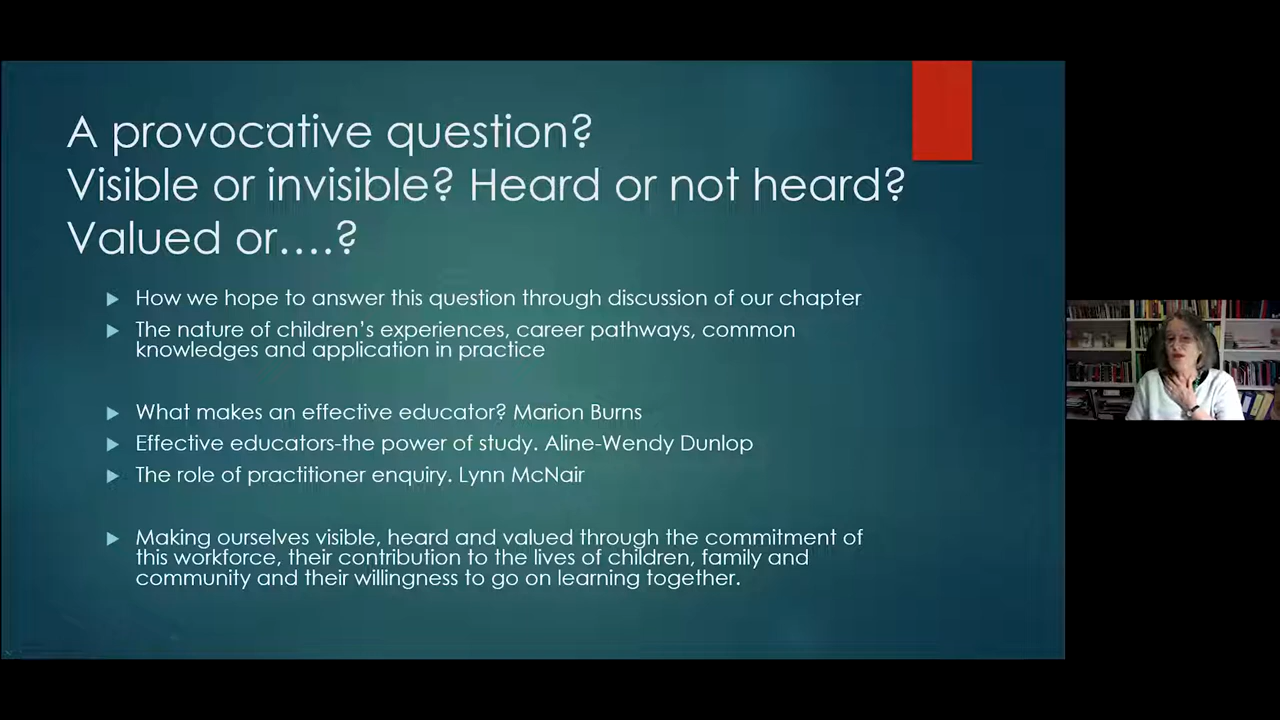 A provocative question?
Visible or invisible? Heard or not heard?
Valued or....?
How we hope to answer this question through discussion of our chapter
The nature of children's experiences, career pathways, common
knowledges and application in practice
What makes an effective educator? Marion Burns
Effective educators-the power of study. Aline-Wendy Dunlop
The role of practitioner enquiry. Lynn McNair
Making ourselves visible, heard and valued through the commitment of
this workforce, their contribution to the lives of children, family and
community and their willingness to go on learning together.